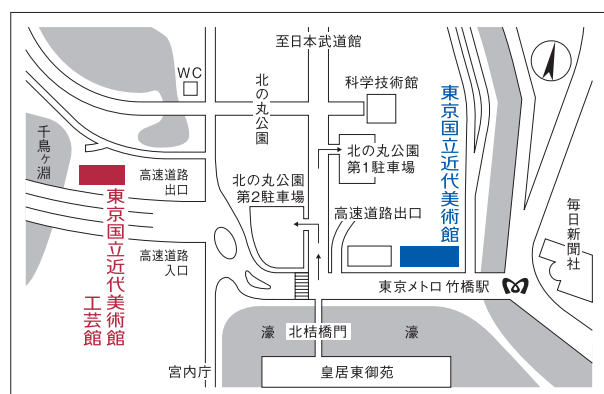 至日本武道館
WC
北の丸公園
科学技術館
東京国立近代美術館
千鳥ヶ淵
北の丸公園
第1駐車場
高速道路
出口
北の丸公園
第2駐車場
高速道路出口
毎日新聞社
東京国立近代美術館
工芸館
高速道路
入口
東京メトロ 竹橋駅
濠
北桔橋門
濠
宮内庁
皇居東御苑